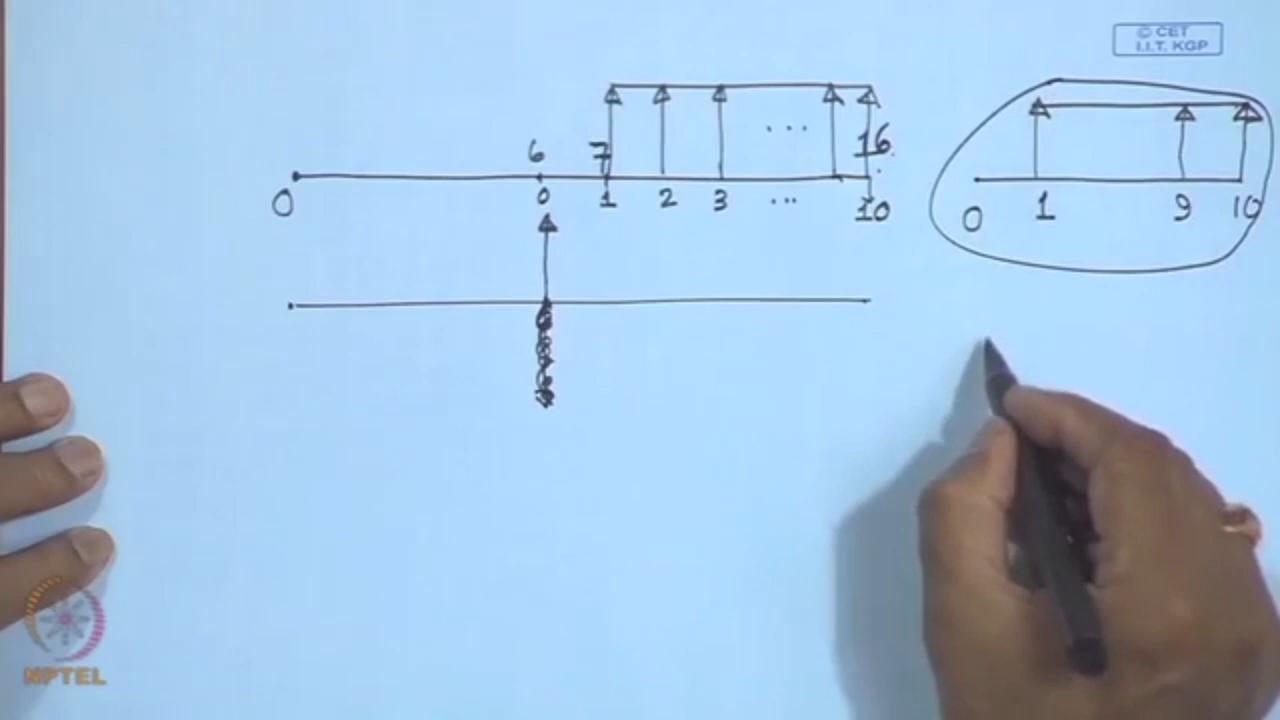 © CET
I.I.T. KGP
6 7 16.
0 0 1 2 3 ... 10
0 1 9 10
NPTEL